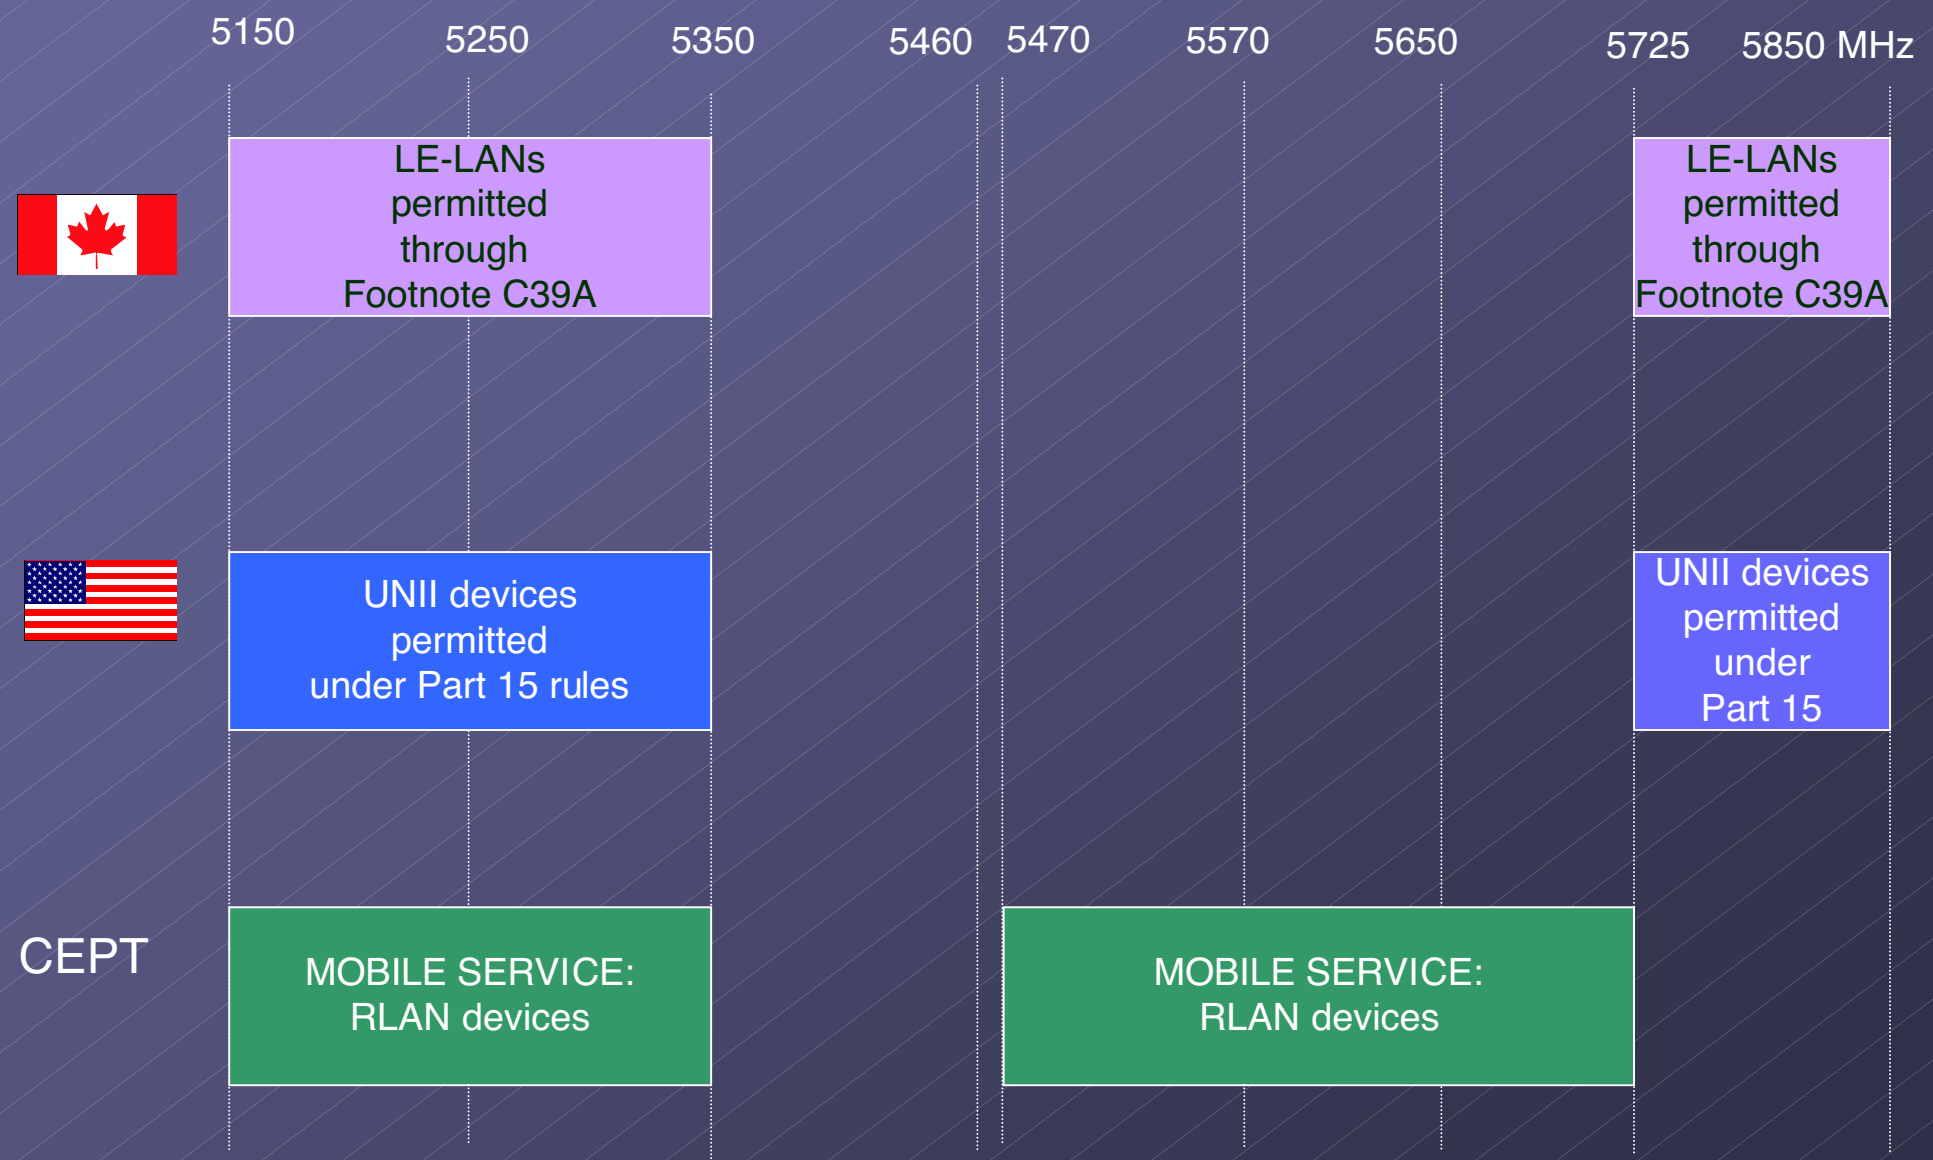 5150 5250 5350 5460 5470 5570 5650 5725 5850 MHz
LE-LANs
permitted
through
Footnote C39A
LE-LANs
permitted
through
Footnote C39A
UNII devices
permitted
under Part 15 rules
UNII devices
permitted
under
Part 15
CEPT
MOBILE SERVICE:
RLAN devices
MOBILE SERVICE:
RLAN devices